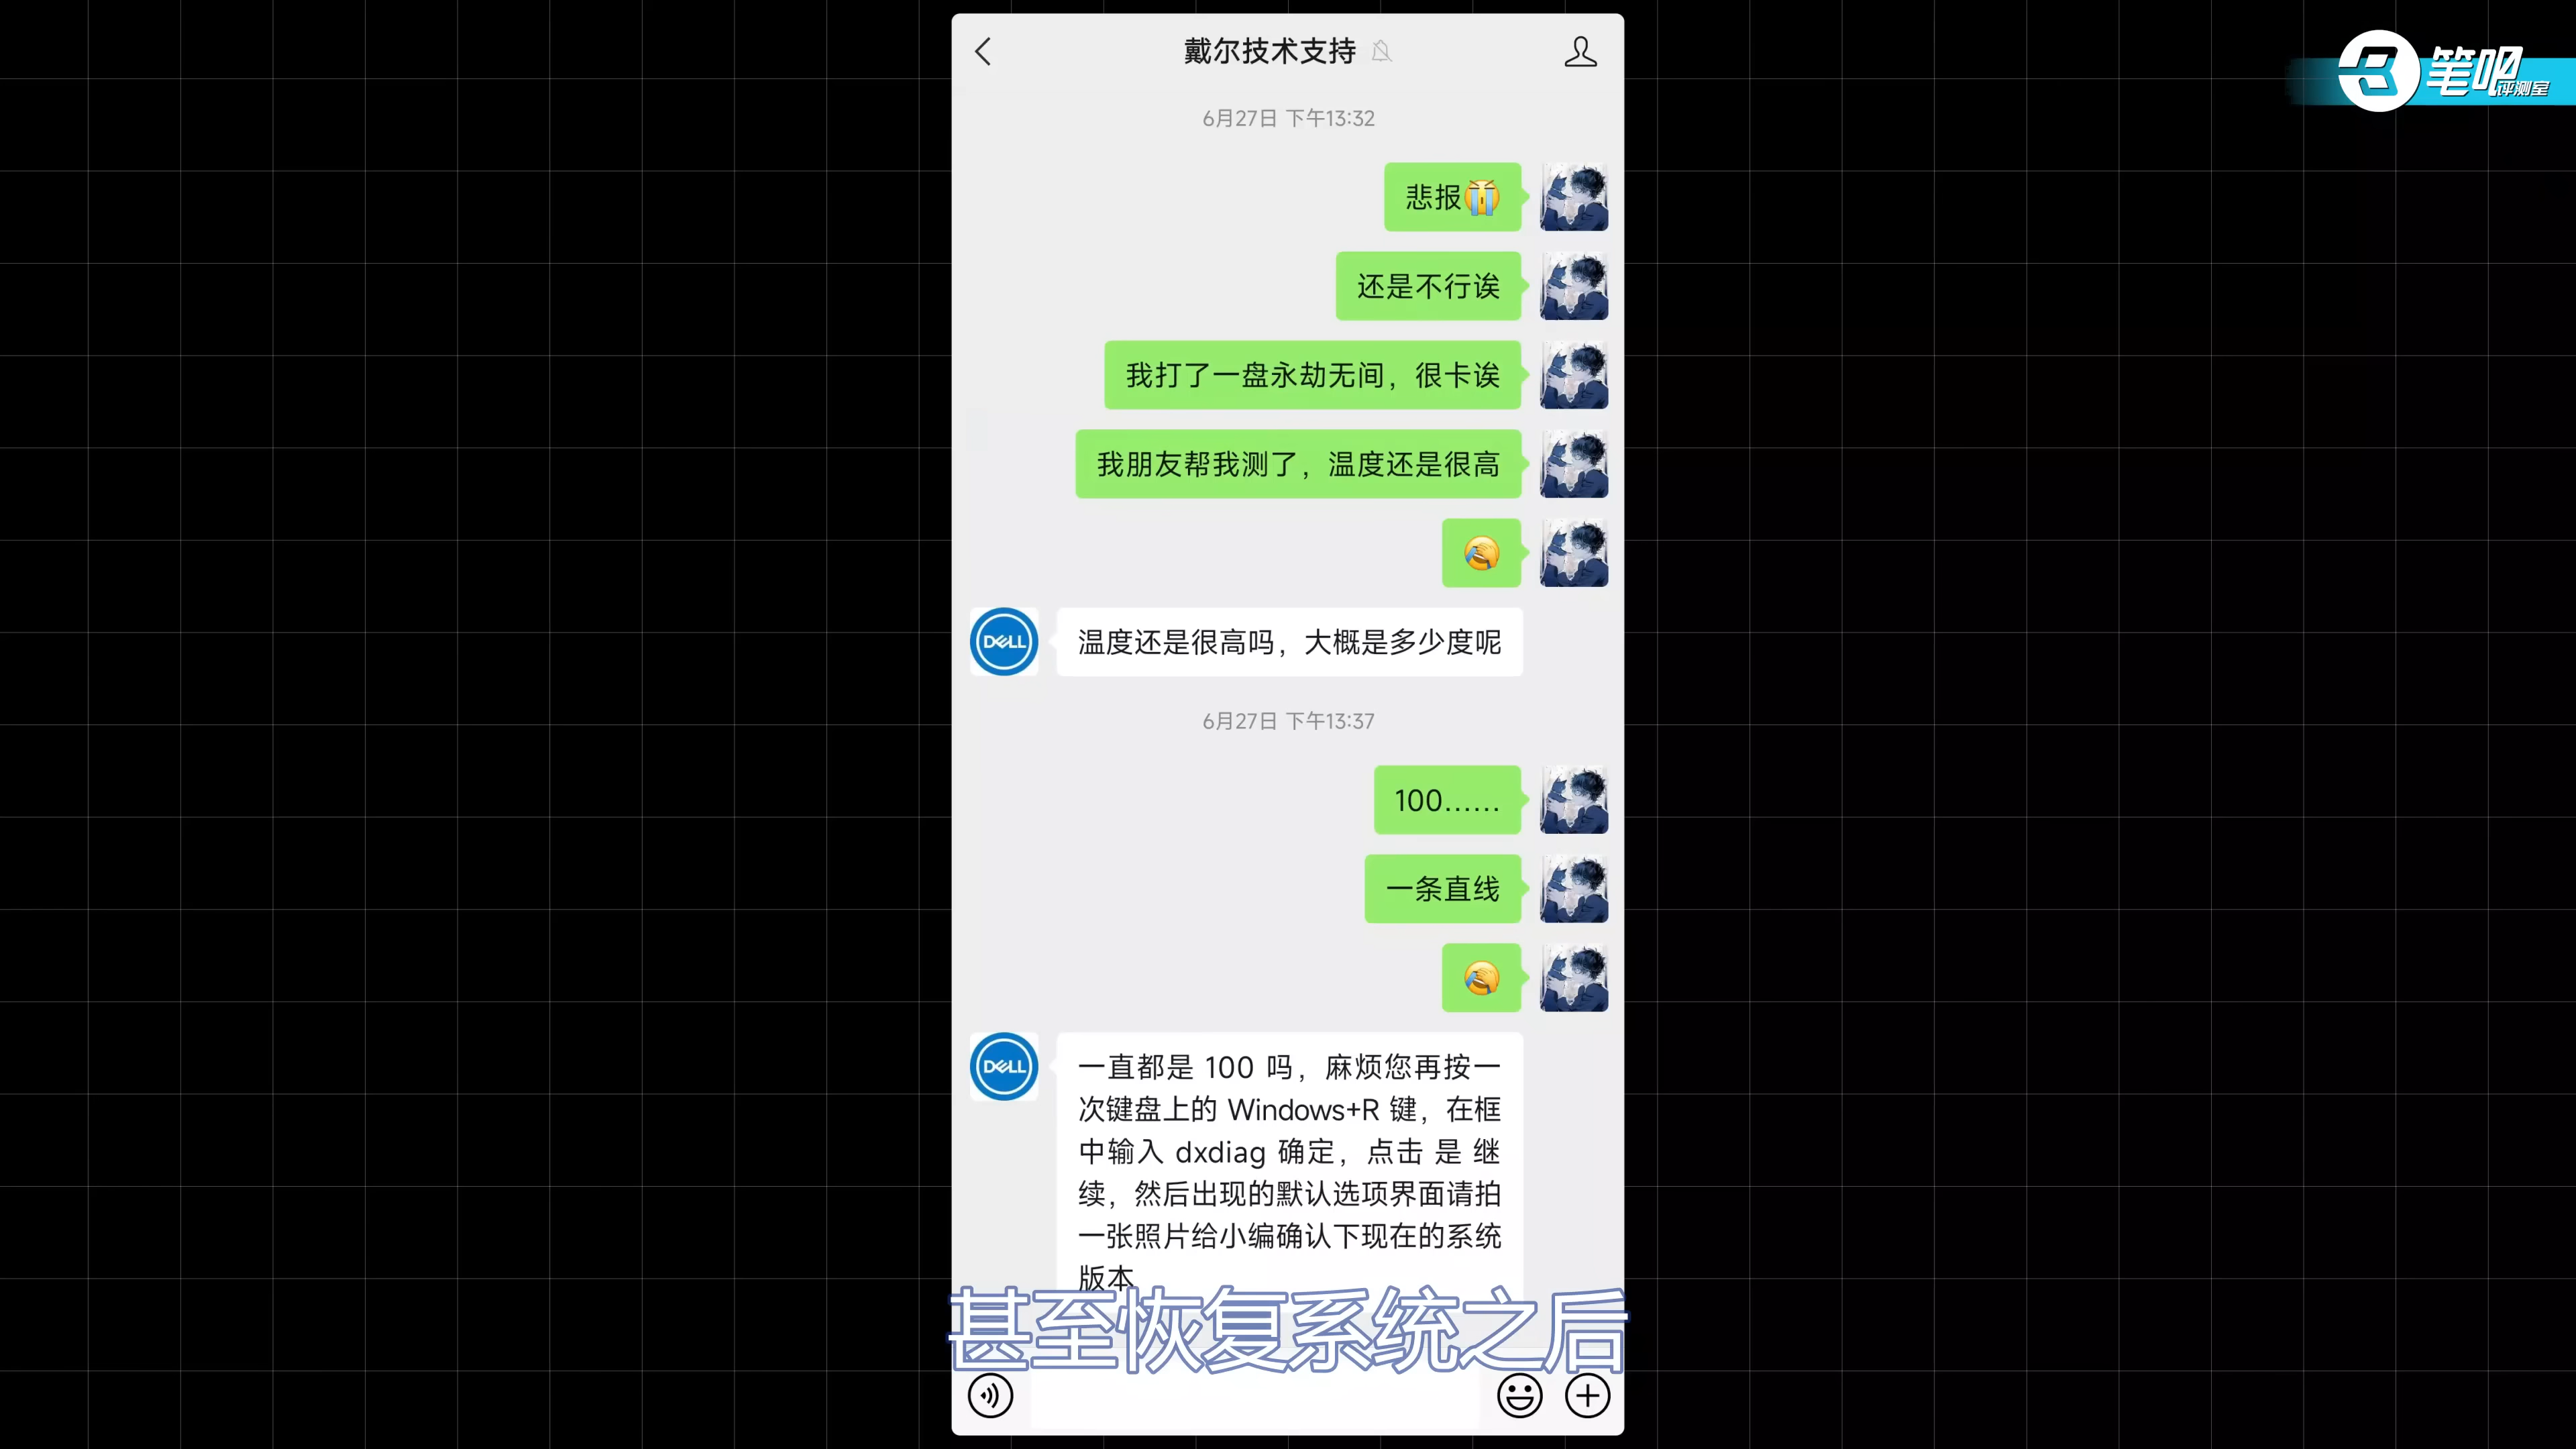 戴尔技术支持
笔吧评测室
6月27日 下午13:32
悲报😭
还是不行诶
我打了一盘永劫无间，很卡诶
我朋友帮我测了，温度还是很高
🤣
DELL
温度还是很高吗，大概是多少度呢
6月27日 下午13:37
100……
一条直线
DELL
一直都是 100 吗，麻烦您再按一
次键盘上的 Windows+R 键，在框
中输入 dxdiag 确定，点击 是 继
续，然后出现的默认选项界面请拍
一张照片给小编确认下现在的系统
版本
甚至恢复系统之后